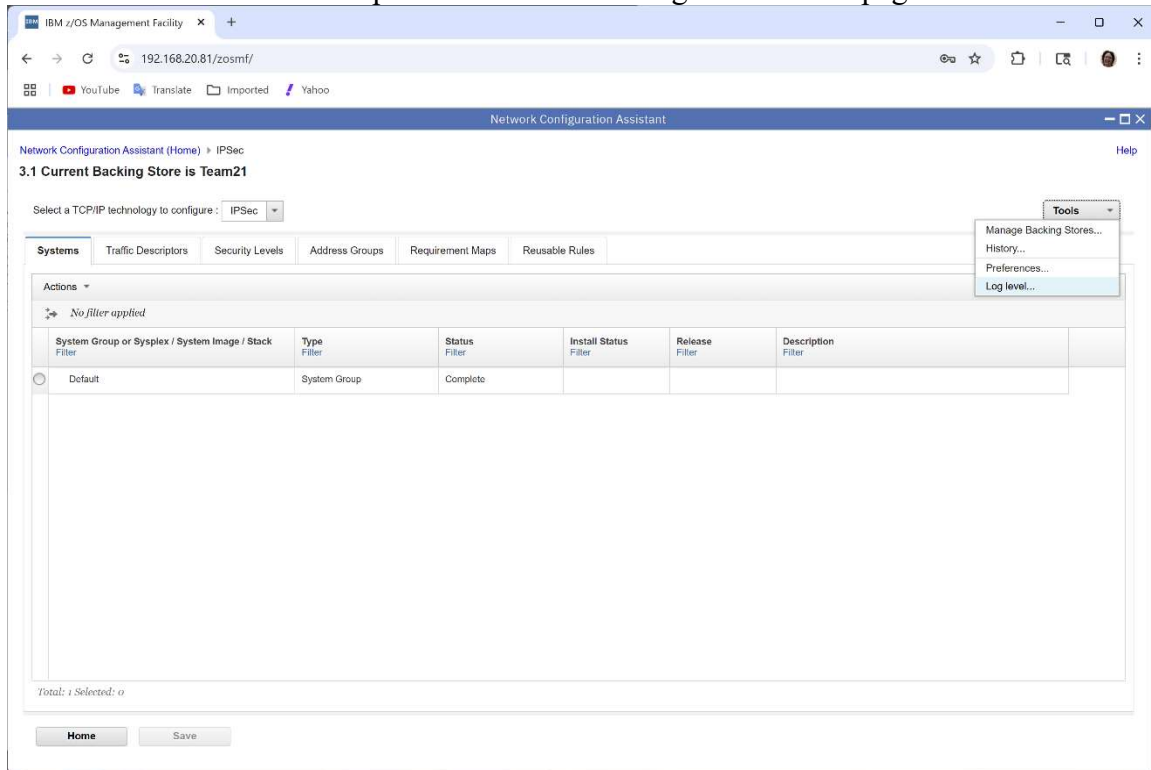 IBM z/OS Management Facility
192.168.20.81/zosmf/
YouTube Translate Imported Yahoo
Network Configuration Assistant
Network Configuration Assistant (Home) IPSec Help
3.1 Current Backing Store is Team21
Select a TCP/IP technology to configure : IPSec Tools
Manage Backing Stores...
History...
Preferences...
Log level...
Systems Traffic Descriptors Security Levels Address Groups Requirement Maps Reusable Rules
Actions
No filter applied
System Group or Sysplex / System Image / Stack Type Status Install Status Release Description
Filter Filter Filter Filter Filter Filter
Default System Group Complete
Total: 1 Selected: 0
Home Save